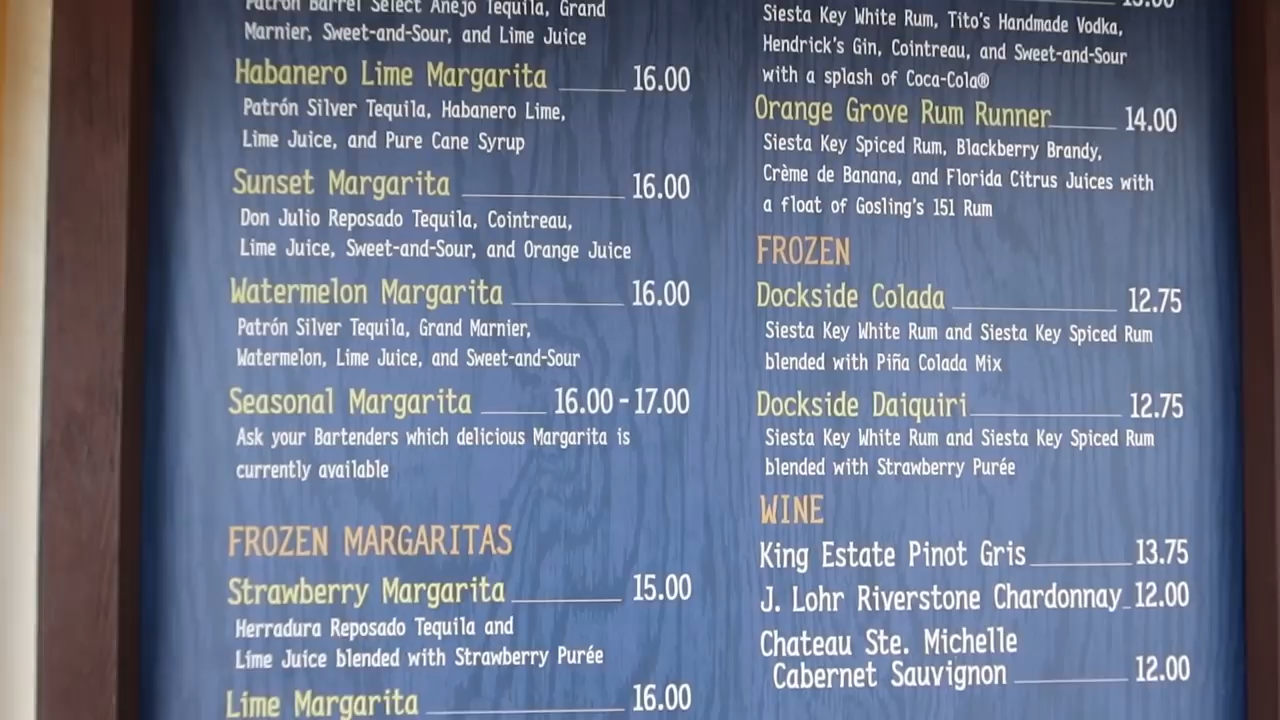 Patrón Barrel Select Añejo Tequila, Grand
Marnier, Sweet-and-Sour, and Lime Juice
Habanero Lime Margarita 16.00
Patrón Silver Tequila, Habanero Lime,
Lime Juice, and Pure Cane Syrup
Sunset Margarita 16.00
Don Julio Reposado Tequila, Cointreau,
Lime Juice, Sweet-and-Sour, and Orange Juice
Watermelon Margarita 16.00
Patrón Silver Tequila, Grand Marnier,
Watermelon, Lime Juice, and Sweet-and-Sour
Seasonal Margarita 16.00 - 17.00
Ask your Bartenders which delicious Margarita is
currently available
FROZEN MARGARITAS
Strawberry Margarita 15.00
Herradura Reposado Tequila and
Lime Juice blended with Strawberry Purée
Lime Margarita 16.00
Siesta Key White Rum, Tito's Handmade Vodka,
Hendrick's Gin, Cointreau, and Sweet-and-Sour
with a splash of Coca-Cola®
Orange Grove Rum Runner 14.00
Siesta Key Spiced Rum, Blackberry Brandy,
Crème de Banana, and Florida Citrus Juices with
a float of Gosling's 151 Rum
FROZEN
Dockside Colada 12.75
Siesta Key White Rum and Siesta Key Spiced Rum
blended with Piña Colada Mix
Dockside Daiquiri 12.75
Siesta Key White Rum and Siesta Key Spiced Rum
blended with Strawberry Purée
WINE
King Estate Pinot Gris 13.75
J. Lohr Riverstone Chardonnay 12.00
Chateau Ste. Michelle
Cabernet Sauvignon 12.00